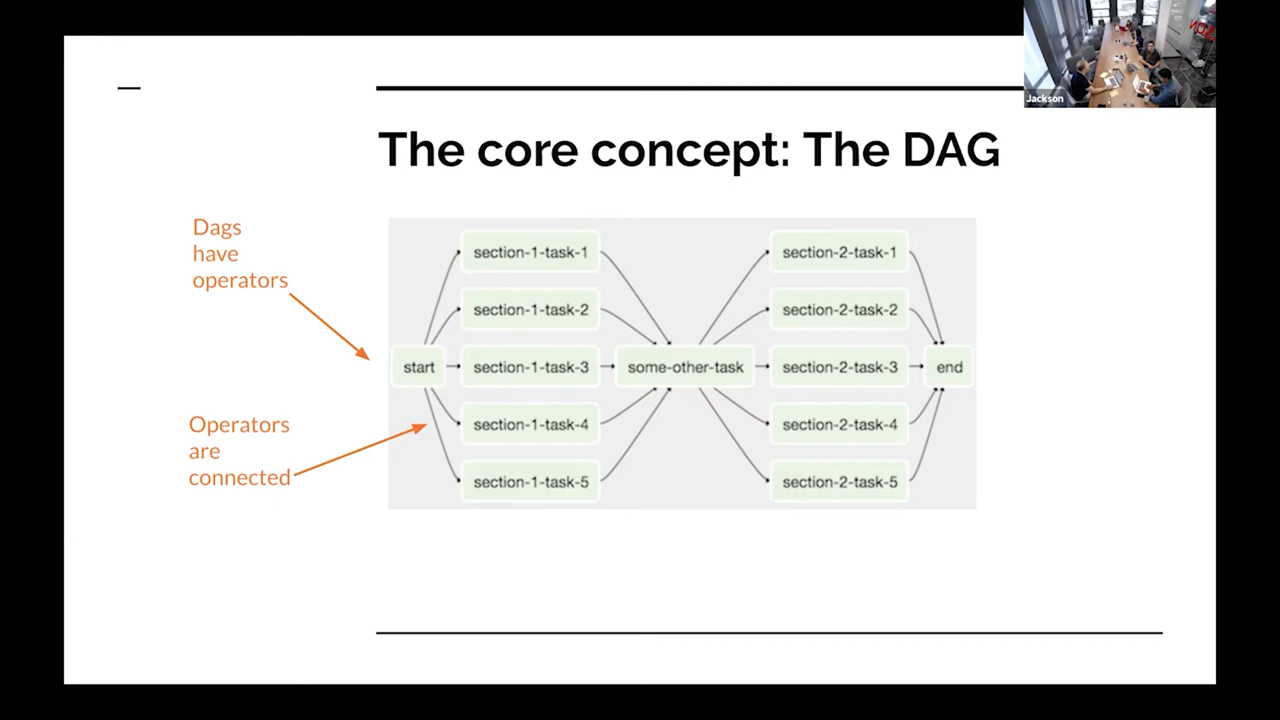 Jackson
The core concept: The DAG
Dags
have
operators
Operators
are
connected
start
section-1-task-1
section-1-task-2
section-1-task-3
section-1-task-4
section-1-task-5
some-other-task
section-2-task-1
section-2-task-2
section-2-task-3
section-2-task-4
section-2-task-5
end